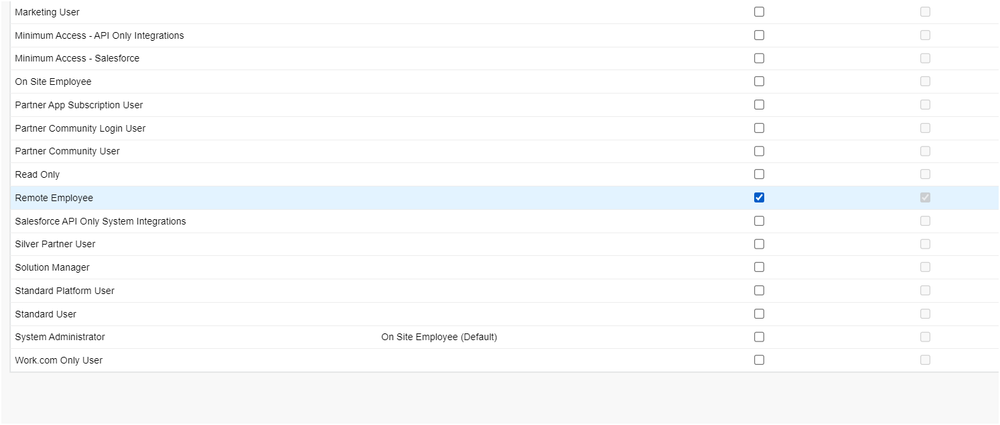 Marketing User
Minimum Access - API Only Integrations
Minimum Access - Salesforce
On Site Employee
Partner App Subscription User
Partner Community Login User
Partner Community User
Read Only
Remote Employee
Salesforce API Only System Integrations
Silver Partner User
Solution Manager
Standard Platform User
Standard User
System Administrator On Site Employee (Default)
Work.com Only User